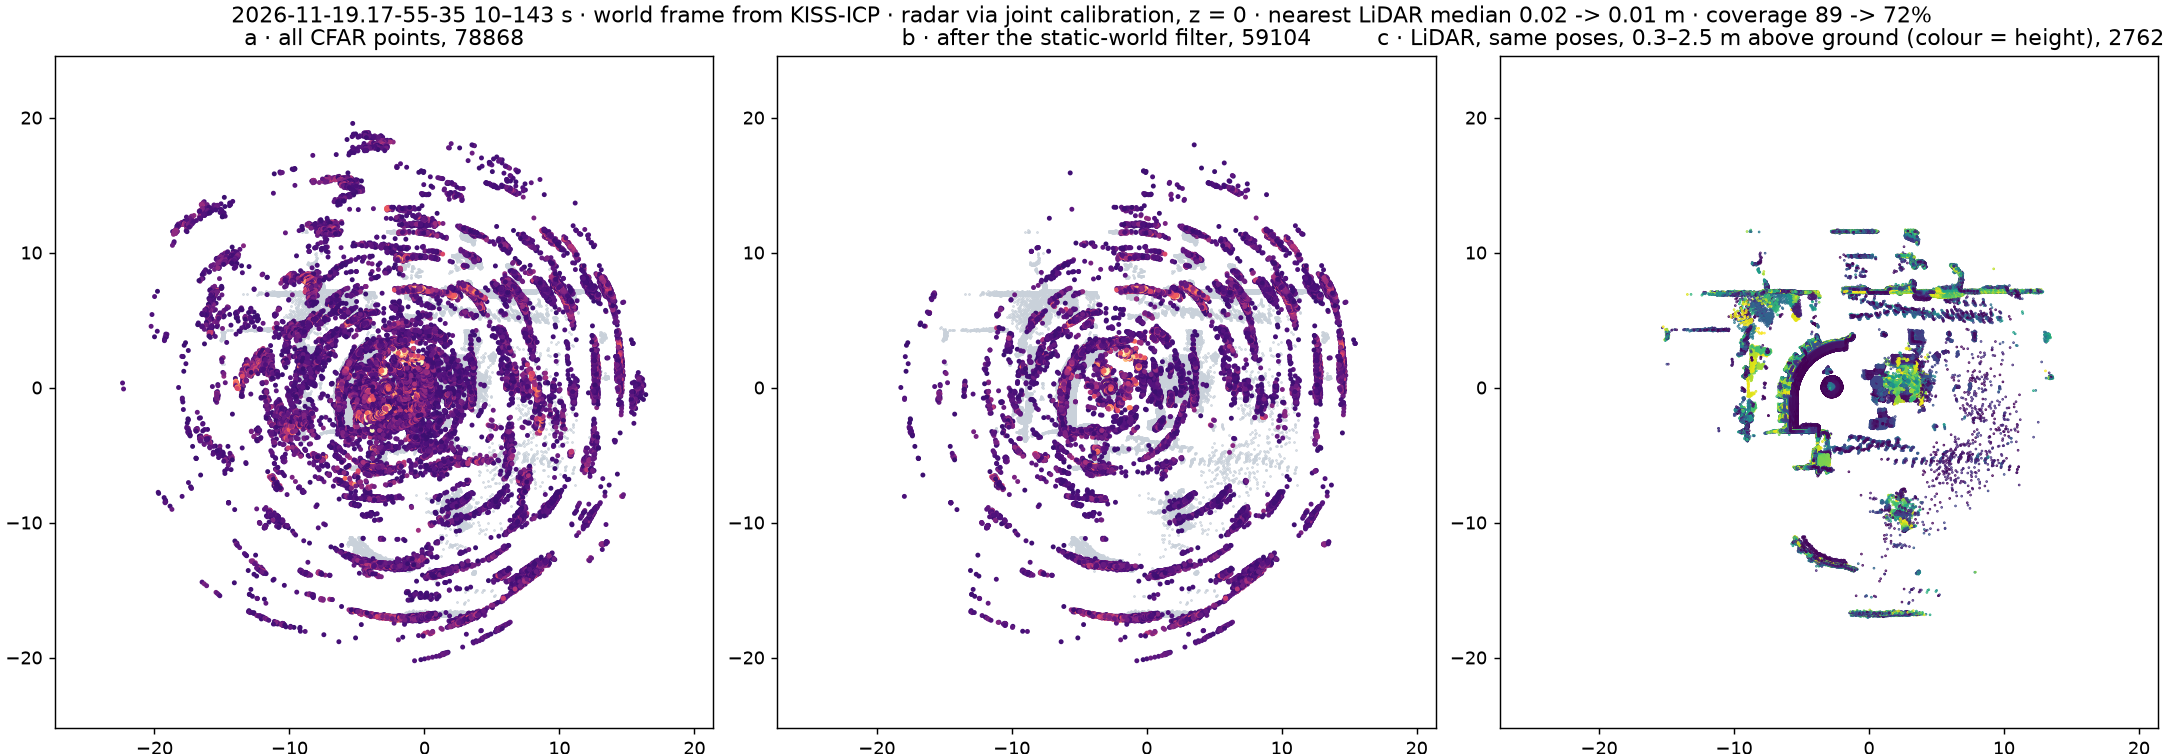 2026-11-19.17-55-35 10–143 s · world frame from KISS-ICP · radar via joint calibration, z = 0 · nearest LiDAR median 0.02 -> 0.01 m · coverage 89 -> 72%
a · all CFAR points, 78868
b · after the static-world filter, 59104
c · LiDAR, same poses, 0.3–2.5 m above ground (colour = height), 2762
20
10
0
−10
−20
−20 −10 0 10 20
20
10
0
−10
−20
−20 −10 0 10 20
20
10
0
−10
−20
−20 −10 0 10 20